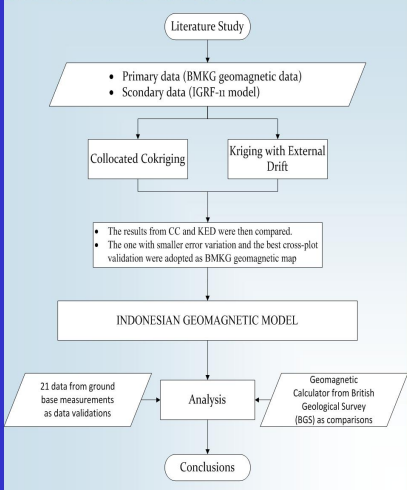 Literature Study
• Primary data (BMKG geomagnetic data)
• Scondary data (IGRF-11 model)
Collocated Cokriging
Kriging with External
Drift
• The results from CC and KED were then compared.
• The one with smaller error variation and the best cross-plot
validation were adopted as BMKG geomagnetic map
INDONESIAN GEOMAGNETIC MODEL
21 data from ground
base measurements
as data validations
Analysis
Geomagnetic
Calculator from British
Geological Survey
(BGS) as comparisons
Conclusions